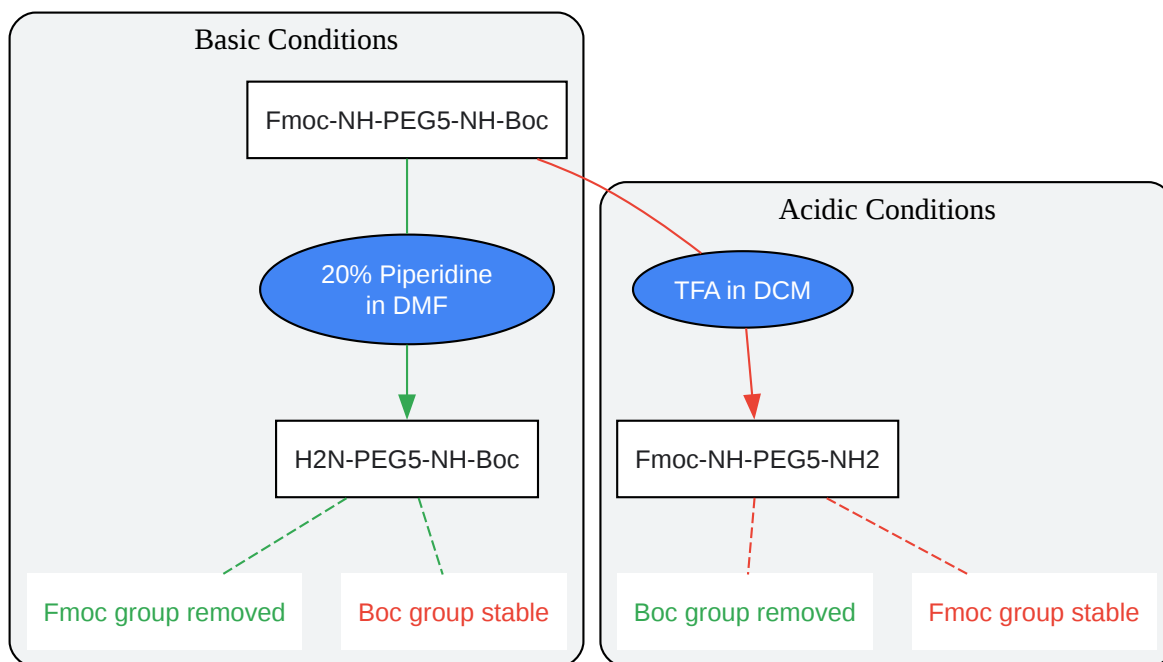 Basic Conditions
Fmoc-NH-PEG5-NH-Boc
Acidic Conditions
20% Piperidine
in DMF
TFA in DCM
H2N-PEG5-NH-Boc
Fmoc-NH-PEG5-NH2
Fmoc group removed
Boc group stable
Boc group removed
Fmoc group stable